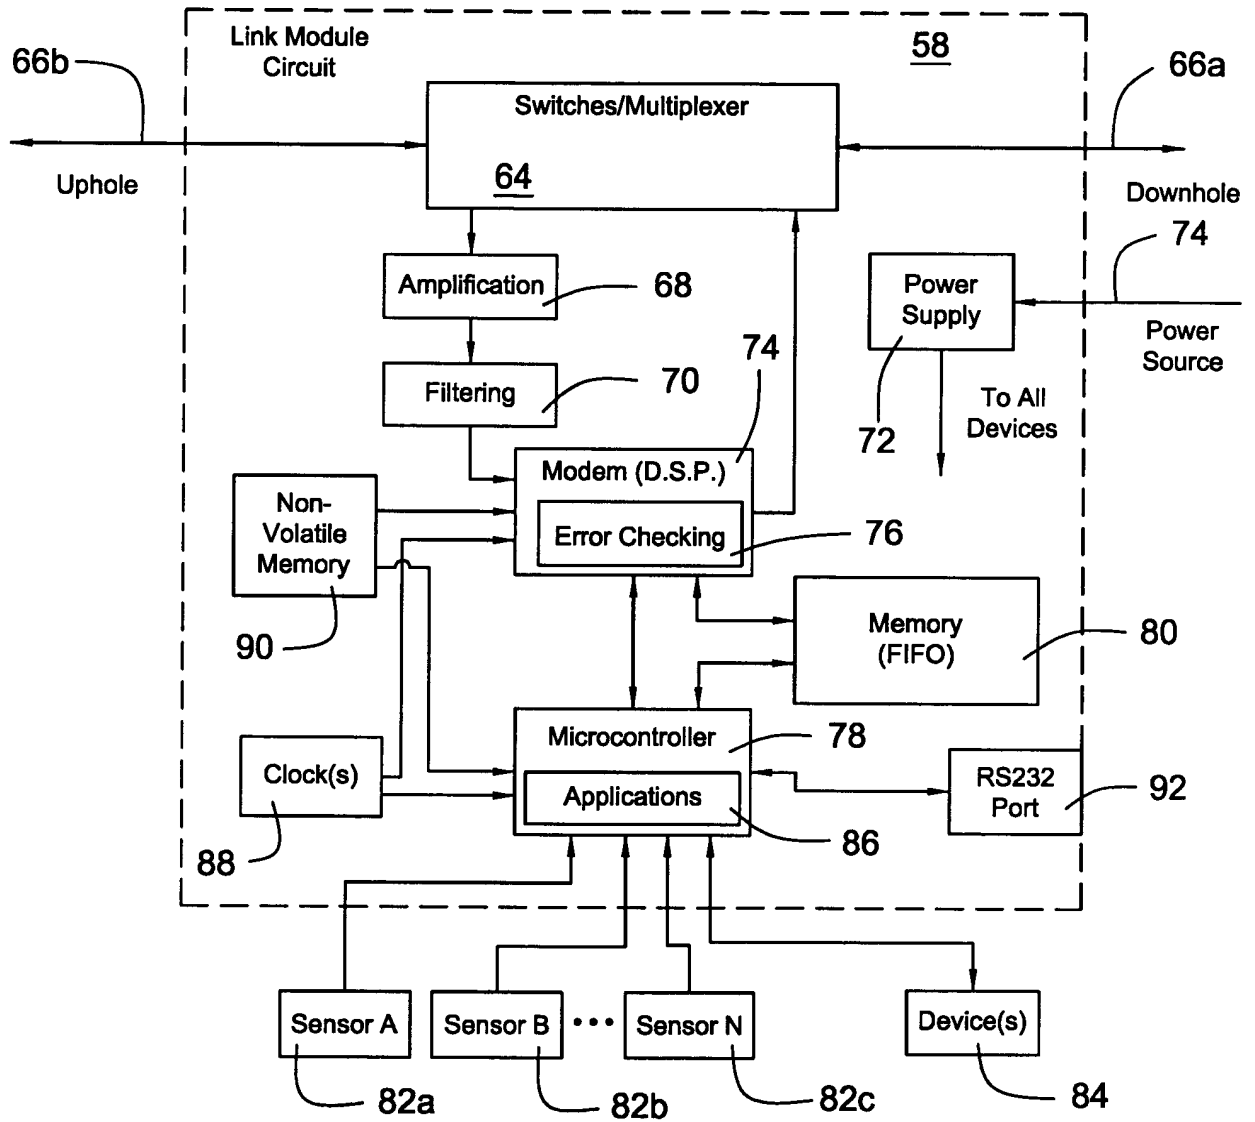 Link Module
Circuit
58
66b
66a
Switches/Multiplexer
64
Uphole
Downhole
74
Amplification
68
Power
Supply
Power
Source
72
To All
Devices
Filtering
70
74
Modem (D.S.P.)
Error Checking
76
Non-
Volatile
Memory
90
Memory
(FIFO)
80
Microcontroller
78
Applications
86
Clock(s)
88
RS232
Port
92
Sensor A
82a
Sensor B
82b
Sensor N
82c
Device(s)
84